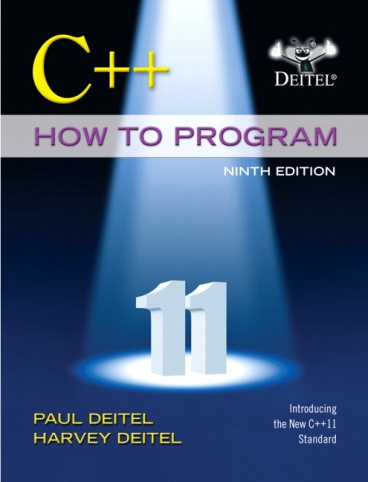 C++
DEITEL®
HOW TO PROGRAM
NINTH EDITION
11
Introducing
the New C++11
Standard
PAUL DEITEL
HARVEY DEITEL